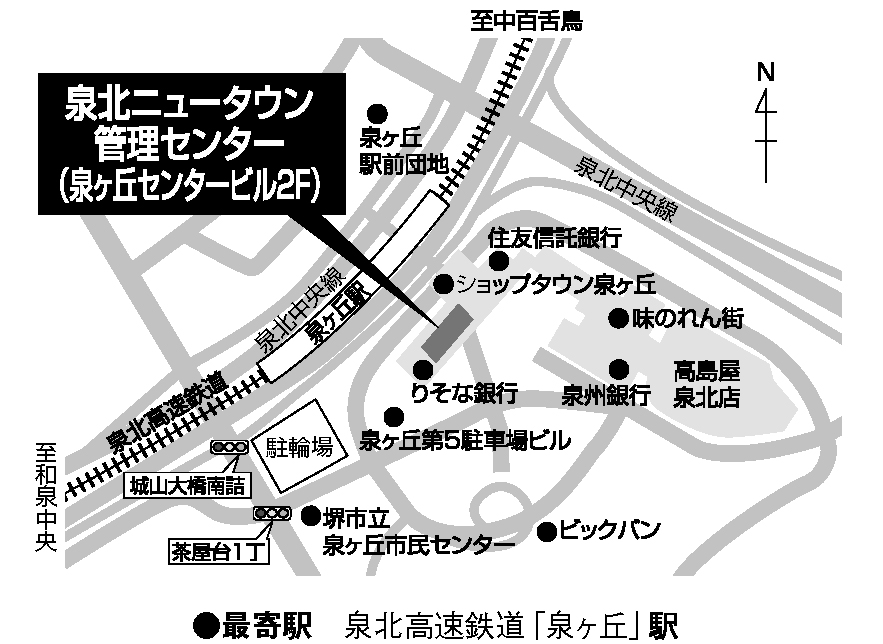 至中百舌鳥
N
泉北ニュータウン
管理センター
（泉ヶ丘センタービル2F）
泉ヶ丘
駅前団地
泉北中央線
住友信託銀行
ショップタウン泉ヶ丘
泉北中央線
泉ヶ丘駅
味のれん街
りそな銀行
泉州銀行
高島屋
泉北店
泉北高速鉄道
泉ヶ丘第5駐車場ビル
駐輪場
至和泉中央
城山大橋南詰
堺市立
泉ヶ丘市民センター
ビックバン
茶屋台1丁
●最寄駅 泉北高速鉄道「泉ヶ丘」駅